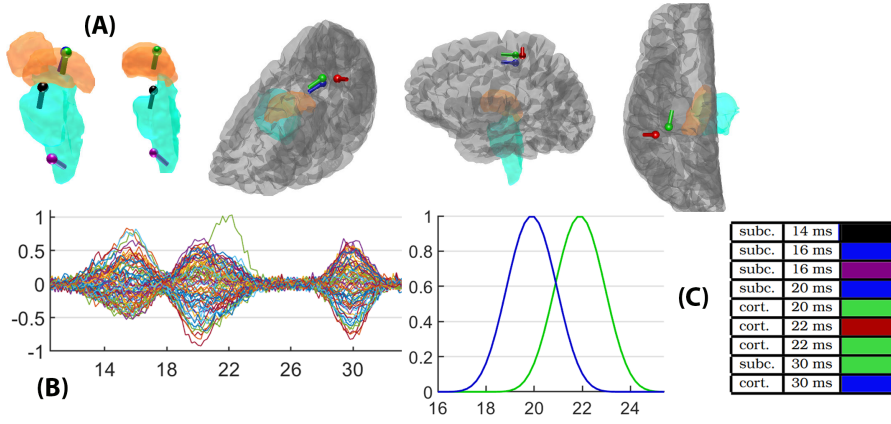 (A)
1
0.5
0
-0.5
-1
14 18 22 26 30
(B)
1
0.8
0.6
0.4
0.2
0
16 18 20 22 24
(C)
subc. 14 ms
subc. 16 ms
subc. 16 ms
subc. 20 ms
cort. 20 ms
cort. 22 ms
cort. 22 ms
subc. 30 ms
cort. 30 ms